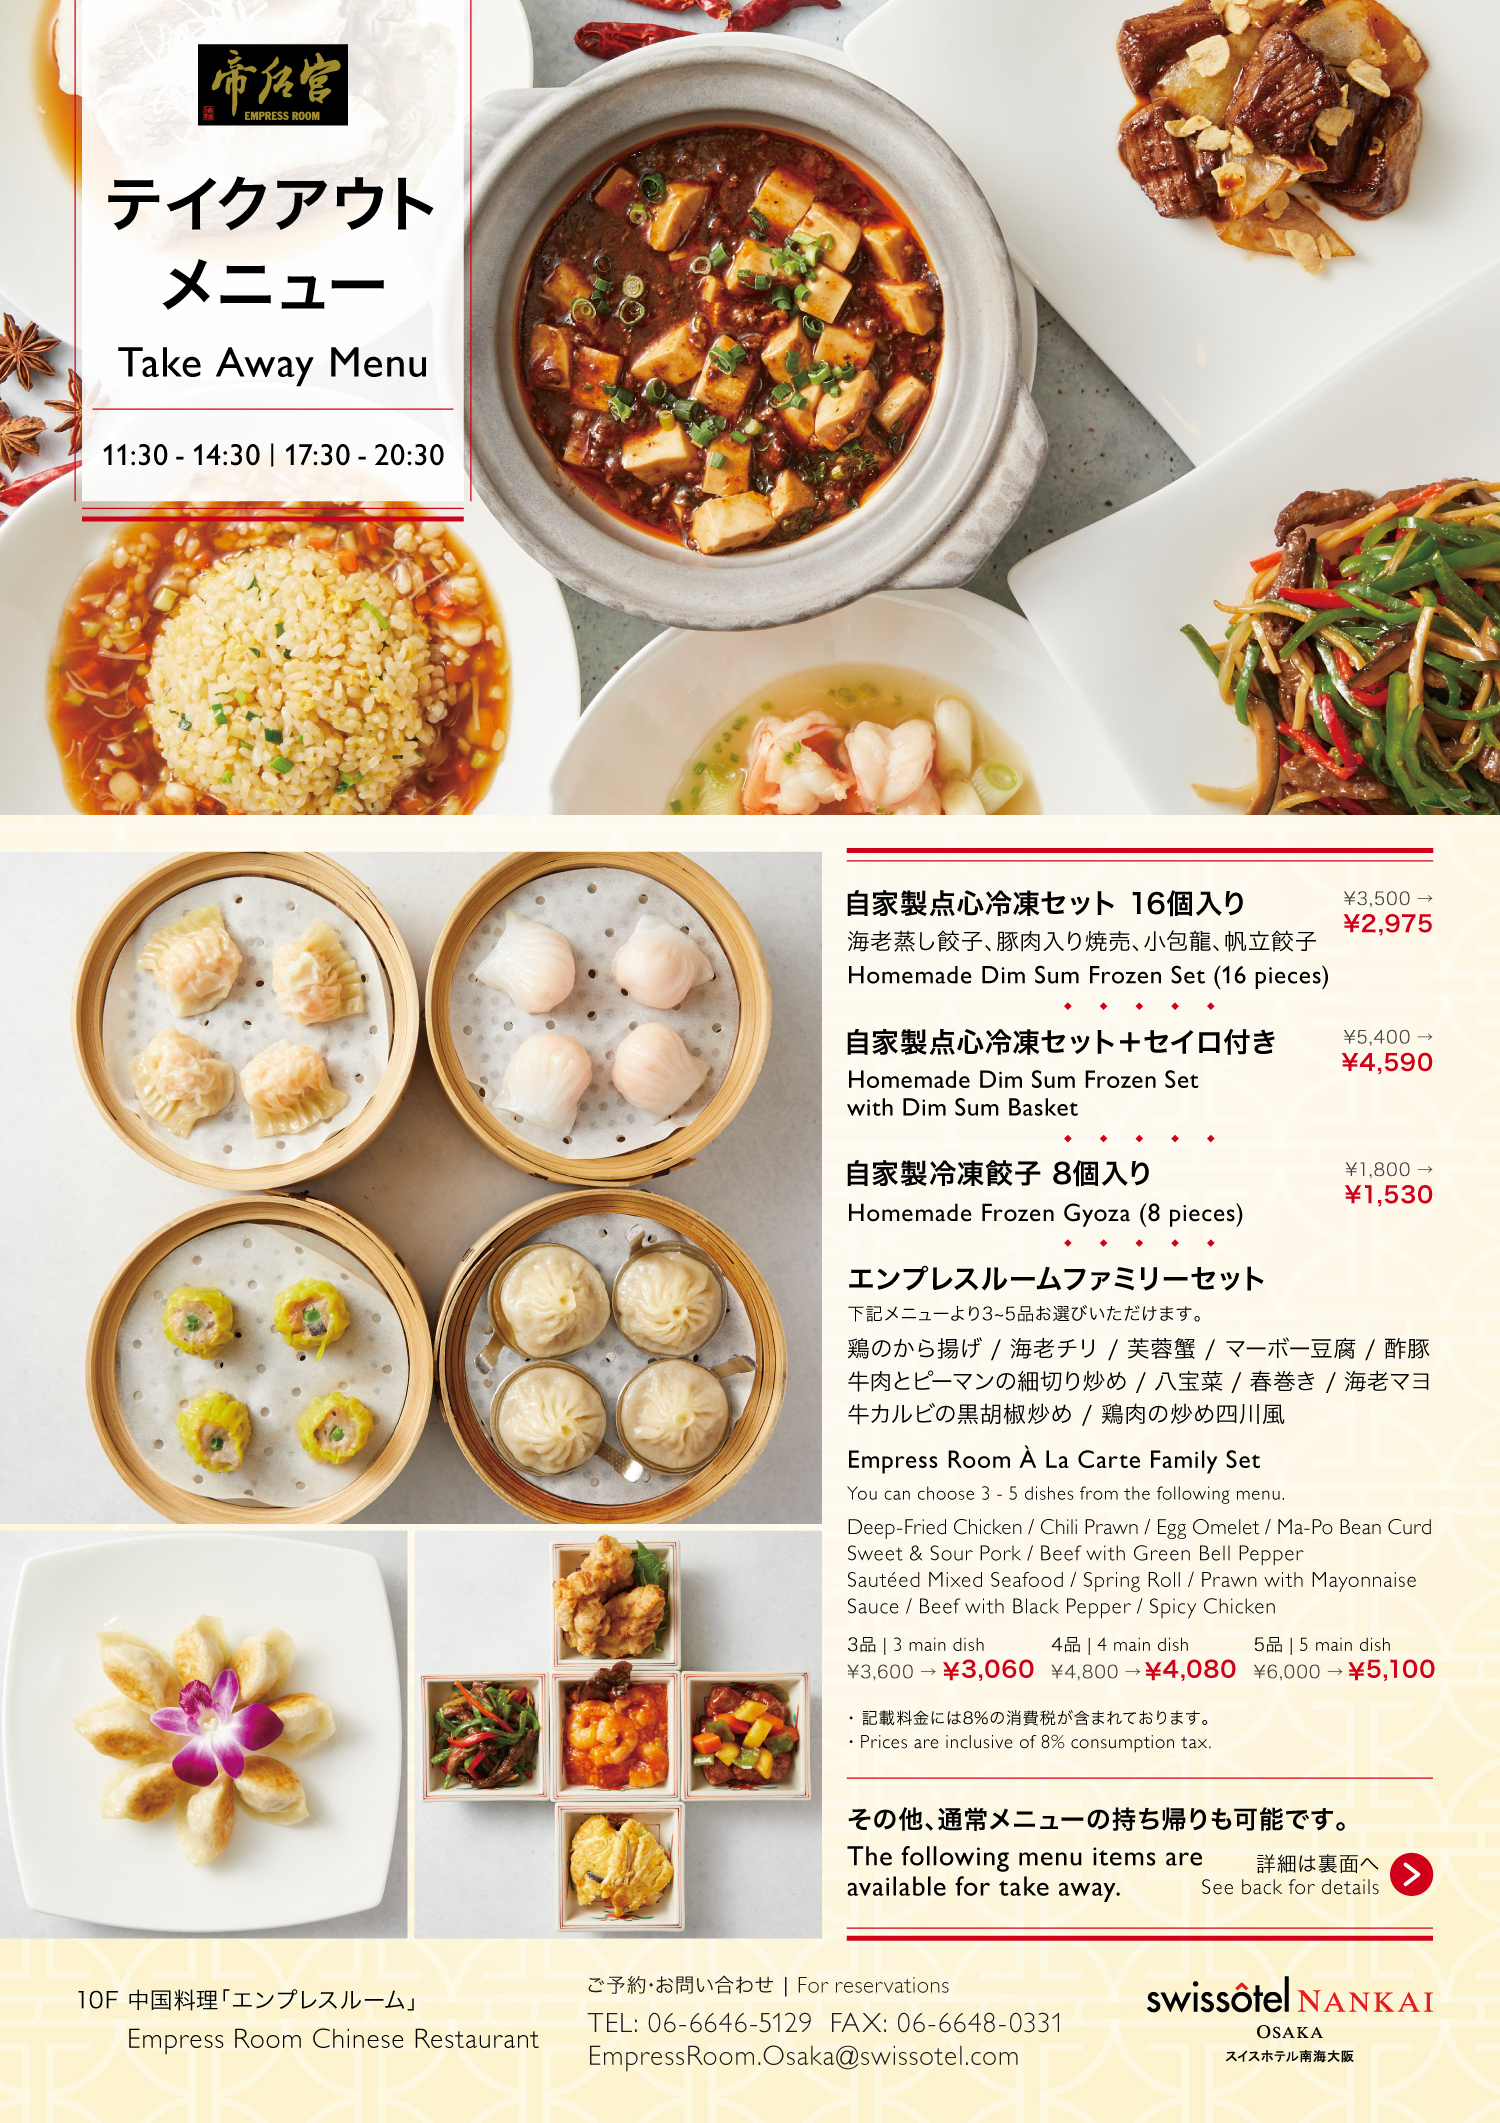 帝后宮
EMPRESS ROOM
テイクアウト
メニュー
Take Away Menu
11:30 - 14:30 | 17:30 - 20:30
自家製点心冷凍セット 16個入り
¥3,500 →
¥2,975
海老蒸し餃子、豚肉入り焼売、小包龍、帆立餃子
Homemade Dim Sum Frozen Set (16 pieces)
自家製点心冷凍セット＋セイロ付き
¥5,400 →
¥4,590
Homemade Dim Sum Frozen Set
with Dim Sum Basket
自家製冷凍餃子 8個入り
¥1,800 →
¥1,530
Homemade Frozen Gyoza (8 pieces)
エンプレスルームファミリーセット
下記メニューより3~5品お選びいただけます。
鶏のから揚げ / 海老チリ / 芙蓉蟹 / マーボー豆腐 / 酢豚
牛肉とピーマンの細切り炒め / 八宝菜 / 春巻き / 海老マヨ
牛カルビの黒胡椒炒め / 鶏肉の炒め四川風
Empress Room À La Carte Family Set
You can choose 3 - 5 dishes from the following menu.
Deep-Fried Chicken / Chili Prawn / Egg Omelet / Ma-Po Bean Curd
Sweet & Sour Pork / Beef with Green Bell Pepper
Sautéed Mixed Seafood / Spring Roll / Prawn with Mayonnaise
Sauce / Beef with Black Pepper / Spicy Chicken
3品 | 3 main dish 4品 | 4 main dish 5品 | 5 main dish
¥3,600 → ¥3,060 ¥4,800 → ¥4,080 ¥6,000 → ¥5,100
・記載料金には8%の消費税が含まれております。
・Prices are inclusive of 8% consumption tax.
その他、通常メニューの持ち帰りも可能です。
The following menu items are
available for take away.
詳細は裏面へ
See back for details
10F 中国料理「エンプレスルーム」
Empress Room Chinese Restaurant
ご予約・お問い合わせ | For reservations
TEL: 06-6646-5129 FAX: 06-6648-0331
EmpressRoom.Osaka@swissotel.com
swissôtel NANKAI
OSAKA
スイスホテル南海大阪